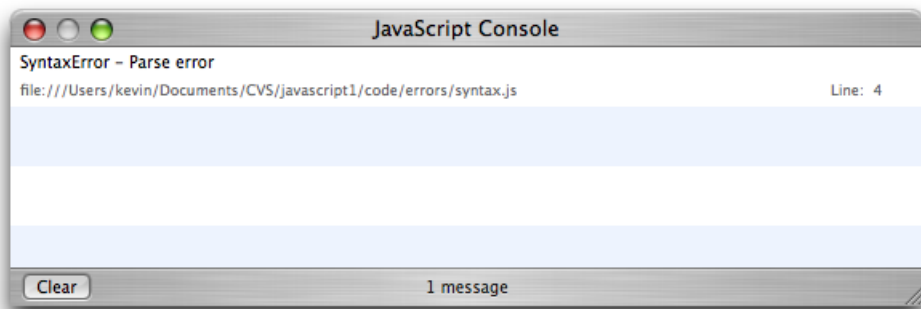 JavaScript Console
SyntaxError – Parse error
file:///Users/kevin/Documents/CVS/javascript1/code/errors/syntax.js Line: 4
Clear 1 message